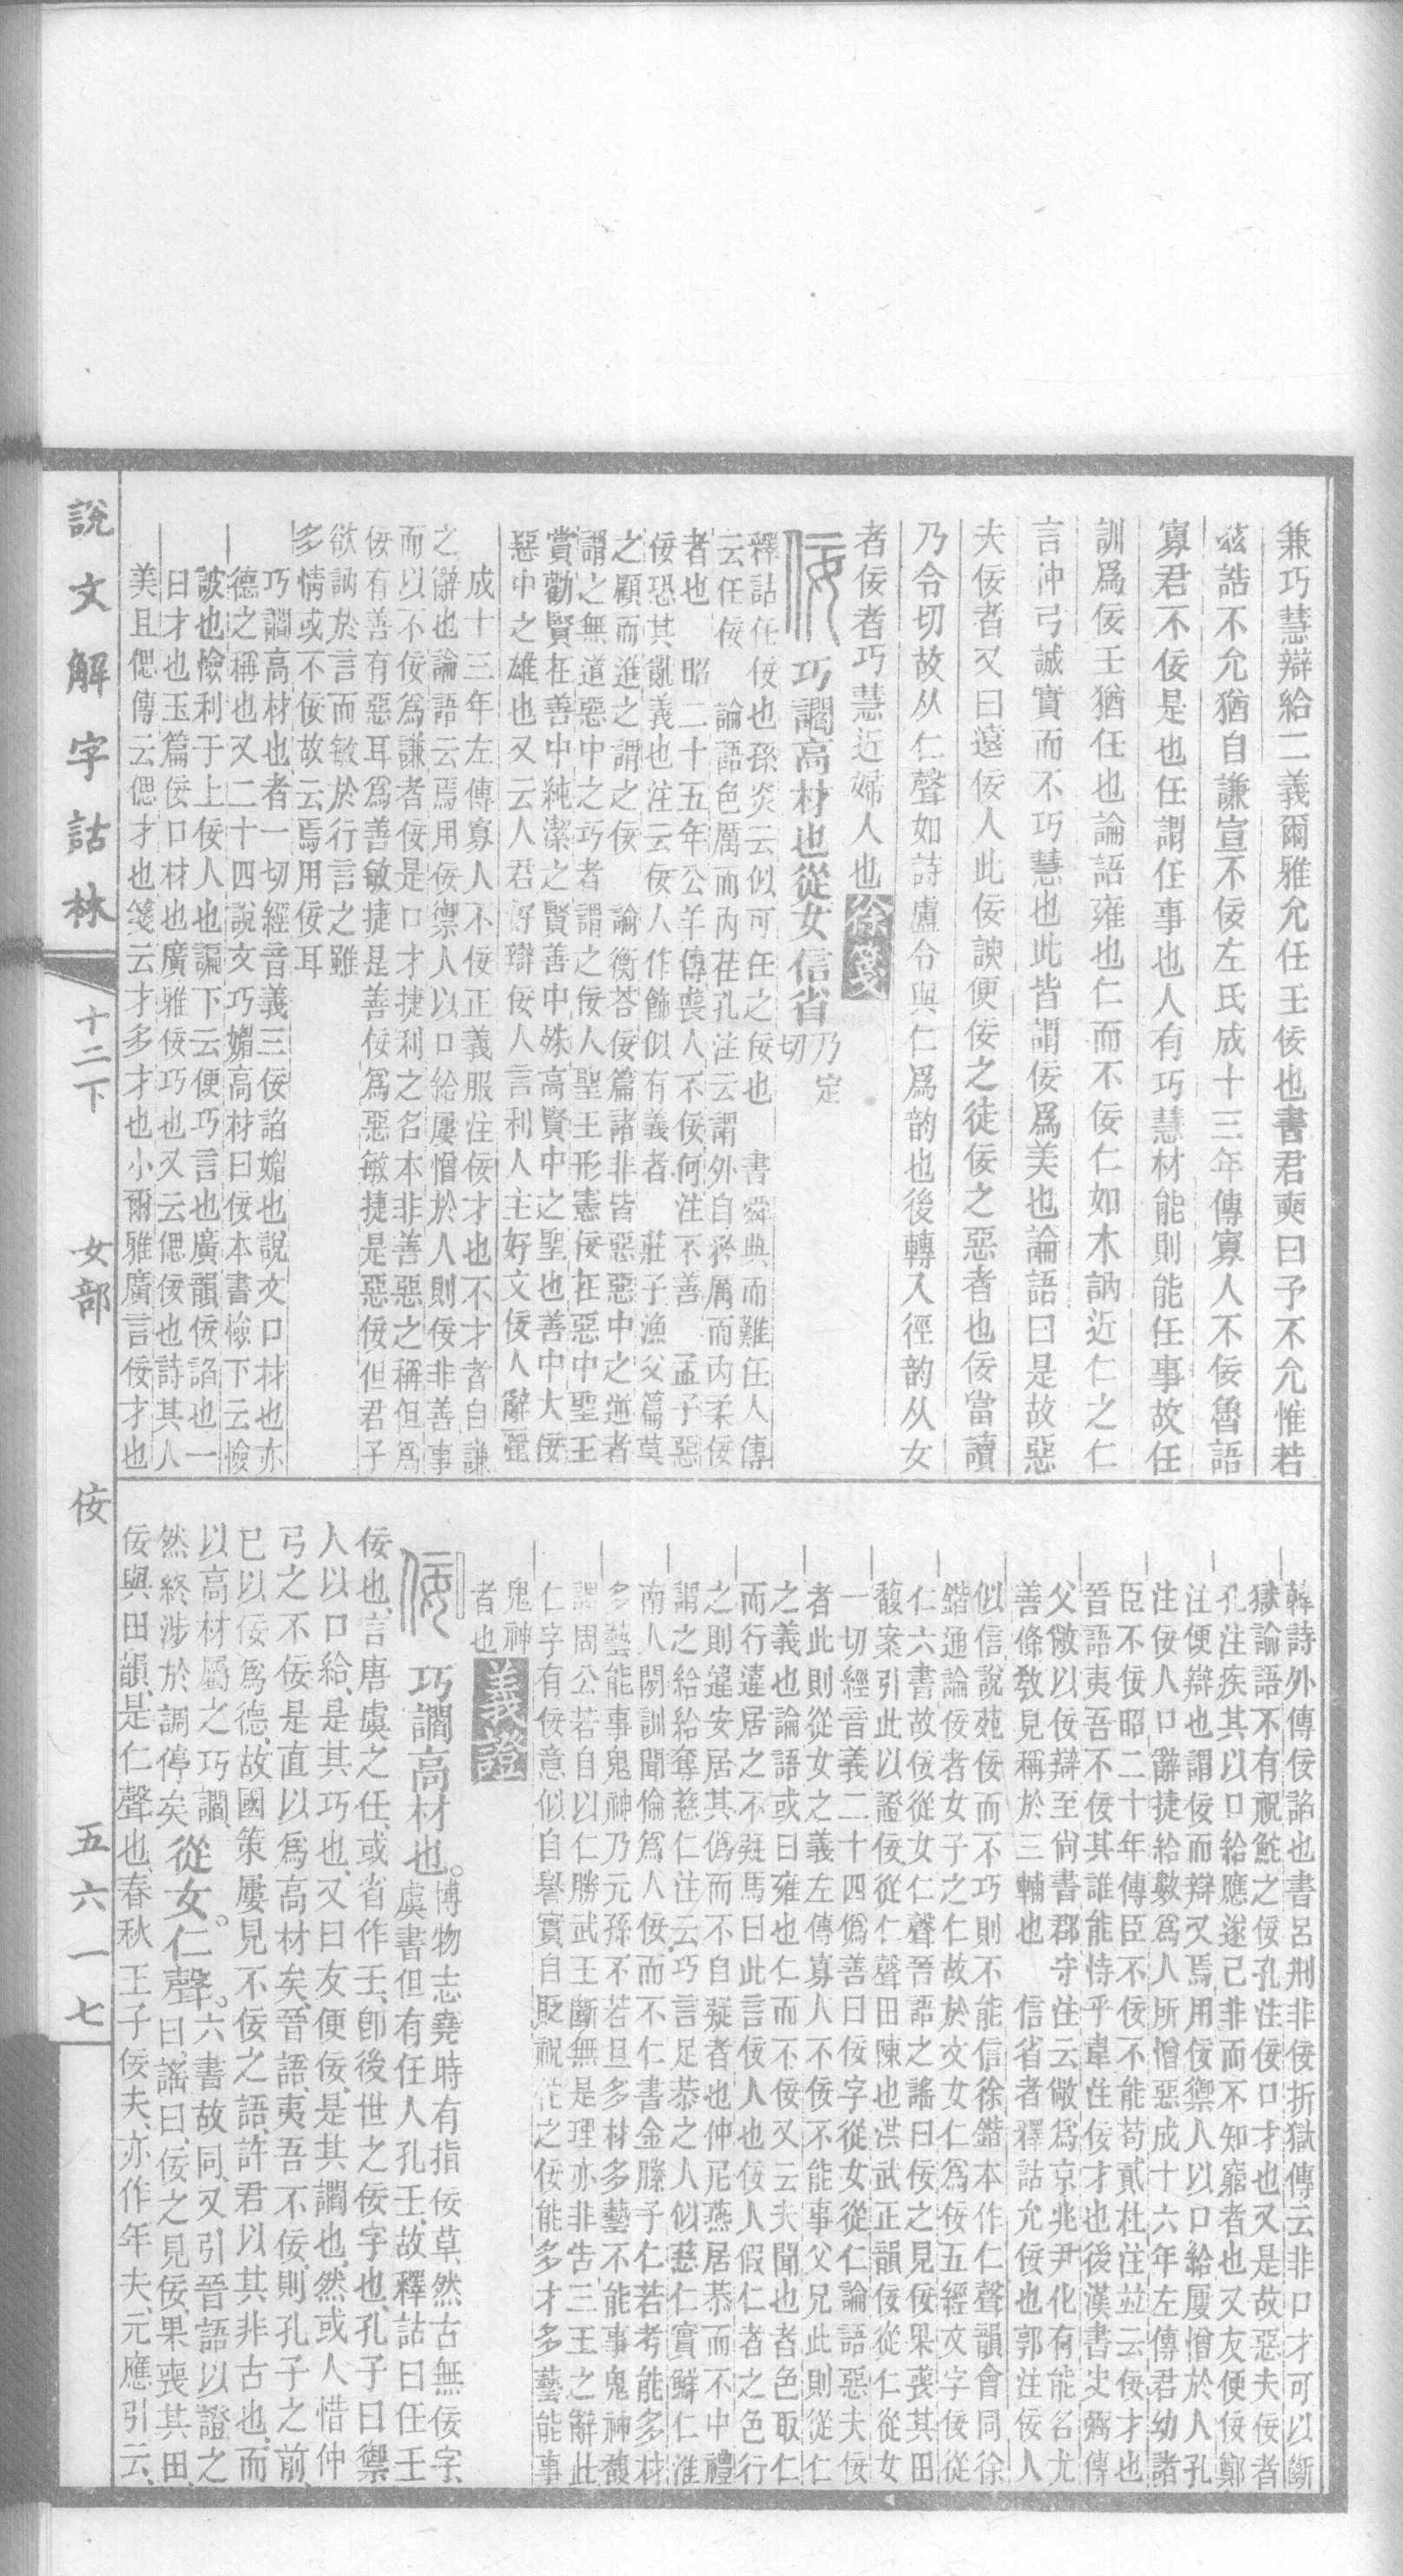 兼巧慧辯給二義爾雅允任壬佞也書君奭曰予不允惟若
茲誥不允猶自謙宣不佞左氏成十三年傳寡人不佞魯語
寡君不佞是也任謂任事也人有巧慧材能則能任事故任
訓爲佞壬猶任也論語雍也仁而不佞仁如木訥近仁之仁
言沖弓誠實而不巧慧也此皆謂佞爲美也論語曰是故惡
夫佞者又曰遠佞人此佞諛便佞之徒佞之惡者也佞當讀
乃令切故从仁聲如詩盧令與仁爲韵也後轉入徑韵从女
者佞者巧慧近婦人也徐箋
巧讇高材也從女信省乃定切
釋詁任佞也孫炎云似可任之佞也 書舜典而難任人傳
云任佞 論語色厲而內荏孔注云謂外自矜厲而內柔佞
者也 昭二十五年公羊傳喪人不佞何注不善 孟子惡
佞恐其亂義也注云佞人作飾似有義者 莊子漁父篇莫
之顧而進之謂之佞 論衡荅佞篇諸非皆惡惡中之逆者
謂之無道惡中之巧者謂之佞人聖王刑憲佞在惡中聖王
賞勸賢在善中純潔之賢善中殊高賢中之聖也善中大佞
惡中之雄也又云人君好辯佞人言利人主好文佞人辭麗
成十三年左傳寡人不佞正義服注佞才也不才者自謙
之辭也論語云焉用佞禦人以口給屢憎於人則佞非善事
而以不佞爲謙者佞是口才捷利之名本非善惡之稱但爲
佞有善有惡耳爲善敏捷是善佞爲惡敏捷是惡佞但君子
欲訥於言而敏於行言之雖
多情或不佞故云焉用佞耳
巧讇高材也者一切經音義三佞諂媚也說文口材也亦
德之稱也又二十四說文巧媚高材曰佞本書憸下云憸
詖也憸利于上佞人也諞下云便巧言也廣韻佞諂也一
曰才也玉篇佞口材也廣雅佞巧也又云偲佞也詩其人
美且偲傳云偲才也箋云才多才也小爾雅廣言佞才也
韓詩外傳佞諂也書呂刑非佞折獄傳云非口才可以斷
獄論語不有祝鮀之佞孔注佞口才也又是故惡夫佞者
孔注疾其以口給應遂己非而不知窮者也又友便佞鄭
注便辯也謂佞而辯又焉用佞禦人以口給屢憎於人孔
注佞人口辭捷給數爲人所憎惡成十六年左傳君幼諸
臣不佞昭二十年傳臣不佞不能苟貳杜注竝云佞才也
晉語夷吾不佞其誰能恃乎韋注佞才也後漢書史弼傳
父敞以佞辯至尙書郡守注云敞爲京兆尹化有能名尤
善條敎見稱於三輔也 信省者釋詁允佞也郭注佞人
似信說苑佞而不巧則不能信徐鍇本作仁聲韻會同徐
鍇通論佞者女子之仁故於文女仁爲佞五經文字佞從
仁六書故佞從女仁聲晉語之謠曰佞之見佞果喪其田
馥案引此以證佞從仁聲田陳也洪武正韻佞從仁從女
一切經音義二十四僞善曰佞字從女從仁論語惡夫佞
者此則從女之義左傳寡人不佞不能事父兄此則從仁
之義也論語或曰雍也仁而不佞又云夫聞也者色取仁
而行違居之不疑馬曰此言佞人也佞人假仁者之色行
之則違安居其僞而不自疑者也仲尼燕居恭而不中禮
謂之給給奪慈仁注云巧言足恭之人似慈仁實鮮仁淮
南人閒訓聞倫爲人佞而不仁書金縢予仁若考能多材
多藝能事鬼神乃元孫不若旦多材多藝不能事鬼神馥
謂周公若自以仁勝武王斷無是理亦非告三王之辭此
仁字有佞意似自譽實自貶祝佗之佞能多才多藝能事
鬼神
者也義證
巧讇高材也。博物志堯時有指佞草、然古無佞字、
虞書但有任人孔壬、故釋詁曰任壬
佞也、言唐虞之任、或省作壬、卽後世之佞字也、孔子曰禦
人以口給、是其巧也、又曰友便佞、是其讇也、然或人惜仲
弓之不佞、是直以爲高材矣、晉語、夷吾不佞、則孔子之前、
已以佞爲德、故國策屢見不佞之語、許君以其非古也、而
以高材屬之巧讇、
然終涉於調停矣從女。仁聲。六書故同、又引晉語以證之
曰、謠曰、佞之見佞、果喪其田、
佞與田韻、是仁聲也、春秋王子佞夫、亦作年夫、元應引云、
說文解字詁林 十二下 女部 佞 五六一七